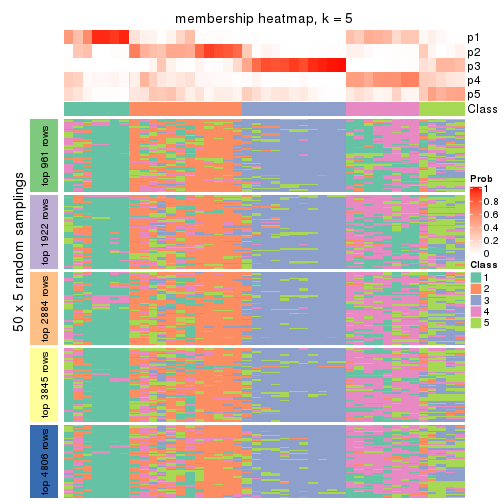 membership heatmap, k = 5
p1
p2
p3
p4
p5
Class
50 x 5 random samplings
top 961 rows
top 1922 rows
top 2884 rows
top 3845 rows
top 4806 rows
Prob
1
0.8
0.6
0.4
0.2
0
Class
1
2
3
4
5